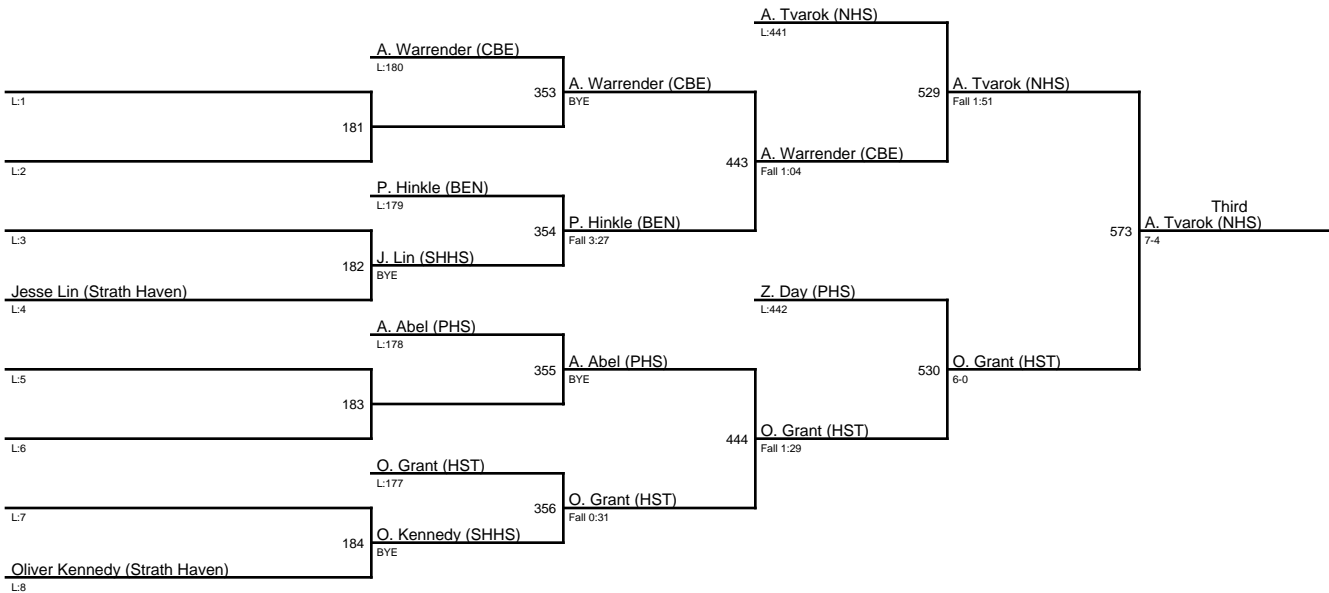 A. Tvarok (NHS)
L:441
A. Warrender (CBE)
L:180
353
A. Warrender (CBE)
BYE
529
A. Tvarok (NHS)
Fall 1:51
L:1
181
443
A. Warrender (CBE)
Fall 1:04
L:2
P. Hinkle (BEN)
L:179
354
P. Hinkle (BEN)
Fall 3:27
573
Third
A. Tvarok (NHS)
7-4
L:3
182
J. Lin (SHHS)
BYE
Jesse Lin (Strath Haven)
L:4
Z. Day (PHS)
L:442
A. Abel (PHS)
L:178
355
A. Abel (PHS)
BYE
530
O. Grant (HST)
6-0
L:5
183
444
O. Grant (HST)
Fall 1:29
L:6
O. Grant (HST)
L:177
356
O. Grant (HST)
Fall 0:31
L:7
184
O. Kennedy (SHHS)
BYE
Oliver Kennedy (Strath Haven)
L:8